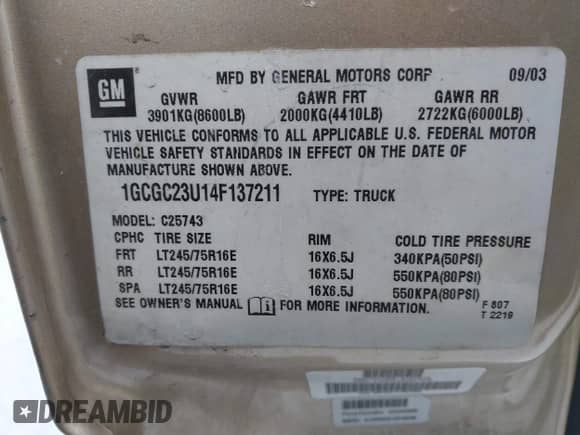 GM ®
MFD BY GENERAL MOTORS CORP 09/03
GVWR GAWR FRT GAWR RR
3901KG(8600LB) 2000KG(4410LB) 2722KG(6000LB)
THIS VEHICLE CONFORMS TO ALL APPLICABLE U.S. FEDERAL MOTOR
VEHICLE SAFETY STANDARDS IN EFFECT ON THE DATE OF
MANUFACTURE SHOWN ABOVE.
1GCGC23U14F137211 TYPE: TRUCK
MODEL: C25743
CPHC TIRE SIZE RIM COLD TIRE PRESSURE
FRT LT245/75R16E 16X6.5J 340KPA(50PSI)
RR LT245/75R16E 16X6.5J 550KPA(80PSI)
SPA LT245/75R16E 16X6.5J 550KPA(80PSI)
SEE OWNER'S MANUAL FOR MORE INFORMATION.
F 807
T 2219
DREAMBID